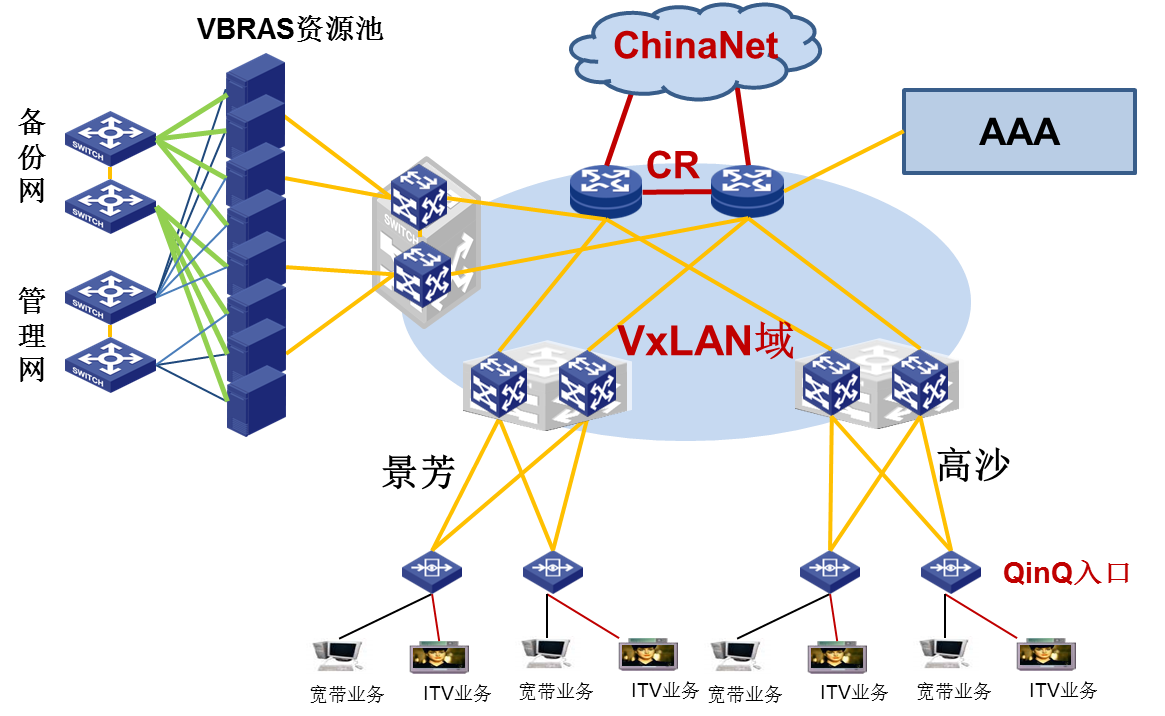 VBRAS资源池
ChinaNet
AAA
CR
备份网
SWITCH
SWITCH
SWITCH
管理网
SWITCH
SWITCH
VxLAN域
景芳
高沙
QinQ入口
宽带业务
ITV业务
宽带业务
ITV业务
宽带业务
ITV业务
宽带业务
ITV业务